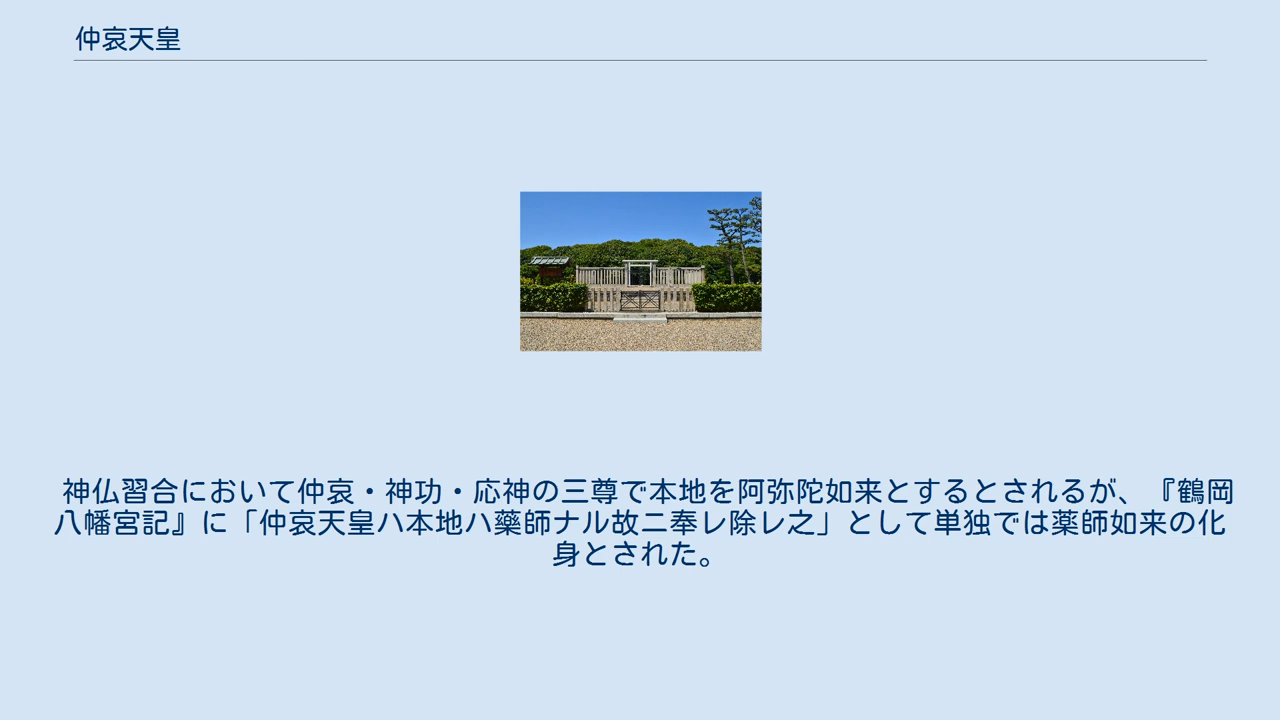 仲哀天皇
神仏習合において仲哀・神功・応神の三尊で本地を阿弥陀如来とするとされるが、『鶴岡
八幡宮記』に「仲哀天皇ハ本地ハ藥師ナル故ニ奉レ除レ之」として単独では薬師如来の化
身とされた。